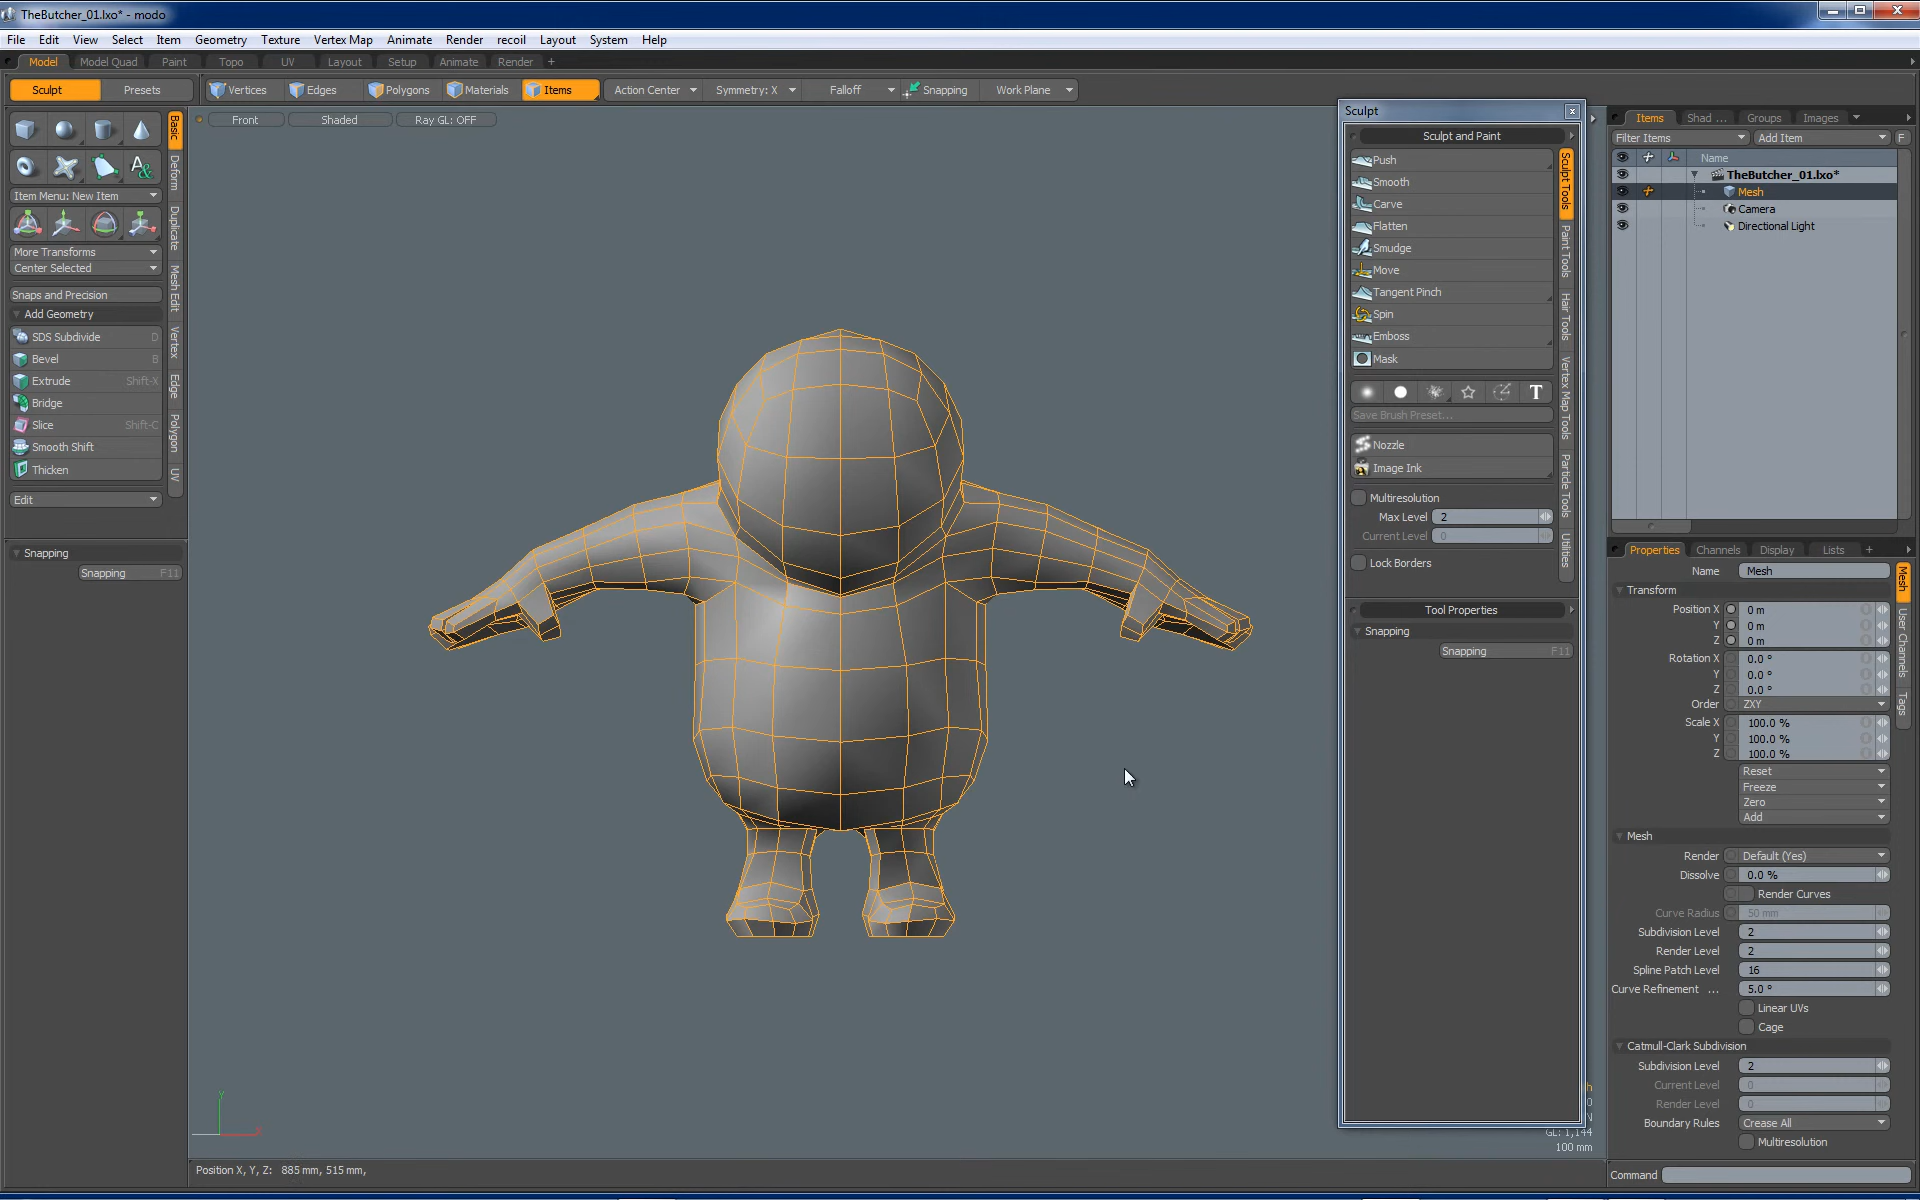 TheButcher_01.lxo* - modo
File Edit View Select Item Geometry Texture Vertex Map Animate Render recoil Layout System Help
Model Model Quad Paint Topo UV Layout Setup Animate Render +
Sculpt Presets Vertices Edges Polygons Materials Items Action Center Symmetry: X Falloff Snapping Work Plane
Front Shaded Ray GL: OFF
Basic
Deform
Duplicate
Mesh Edit
Vertex
Edge
Polygon
UV
Item Menu: New Item
More Transforms
Center Selected
Snaps and Precision
Add Geometry
SDS Subdivide D
Bevel B
Extrude Shift-X
Bridge
Slice Shift-C
Smooth Shift
Thicken
Edit
Snapping
Snapping F11
Position X, Y, Z: 885 mm, 515 mm,
Sculpt
Sculpt and Paint
Push
Smooth
Carve
Flatten
Smudge
Move
Tangent Pinch
Spin
Emboss
Mask
T
Save Brush Preset...
Nozzle
Image Ink
Multiresolution
Max Level 2
Current Level 0
Lock Borders
Sculpt Tools
Paint Tools
Hair Tools
Vertex Map Tools
Particle Tools
Utilities
Tool Properties
Snapping
Snapping F11
GL: 1,144
100 mm
Items Shad ... Groups Images
Filter Items Add Item F
Name
TheButcher_01.lxo*
Mesh
Camera
Directional Light
Properties Channels Display Lists +
Name Mesh
Transform
Position X 0 m
Y 0 m
Z 0 m
Rotation X 0.0 °
Y 0.0 °
Z 0.0 °
Order ZXY
Scale X 100.0 %
Y 100.0 %
Z 100.0 %
Reset
Freeze
Zero
Add
Mesh
Render Default (Yes)
Dissolve 0.0 %
Render Curves
Curve Radius 50 mm
Subdivision Level 2
Render Level 2
Spline Patch Level 16
Curve Refinement ... 5.0 °
Linear UVs
Cage
Catmull-Clark Subdivision
Subdivision Level 2
Current Level 0
Render Level 0
Boundary Rules Crease All
Multiresolution
Mesh
User Channels
Tags
Command